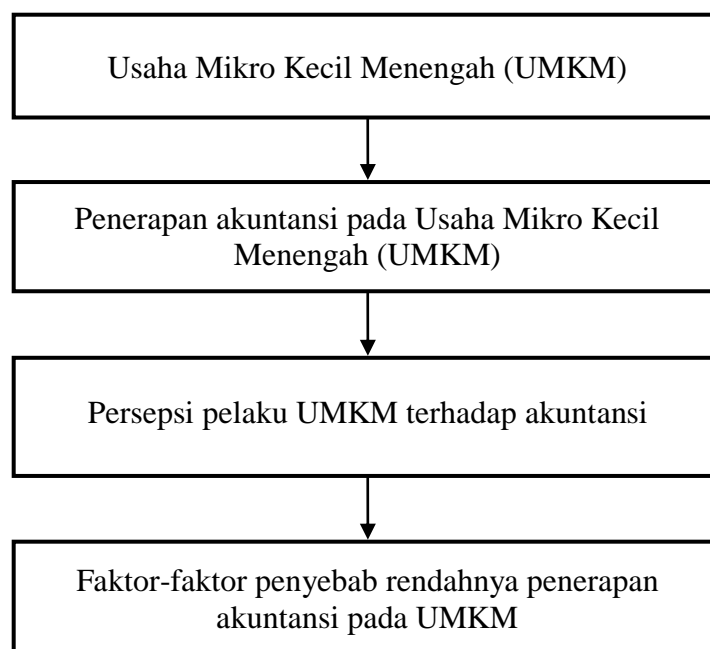 Usaha Mikro Kecil Menengah (UMKM)
Penerapan akuntansi pada Usaha Mikro Kecil
Menengah (UMKM)
Persepsi pelaku UMKM terhadap akuntansi
Faktor-faktor penyebab rendahnya penerapan
akuntansi pada UMKM